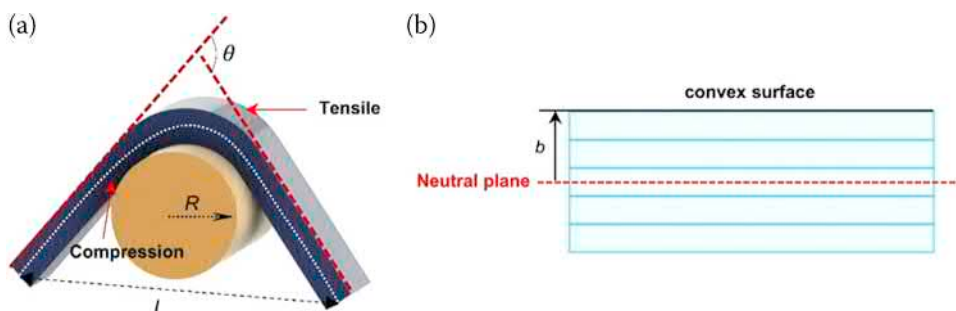 (a)
θ
Tensile
R
Compression
(b)
convex surface
b
Neutral plane